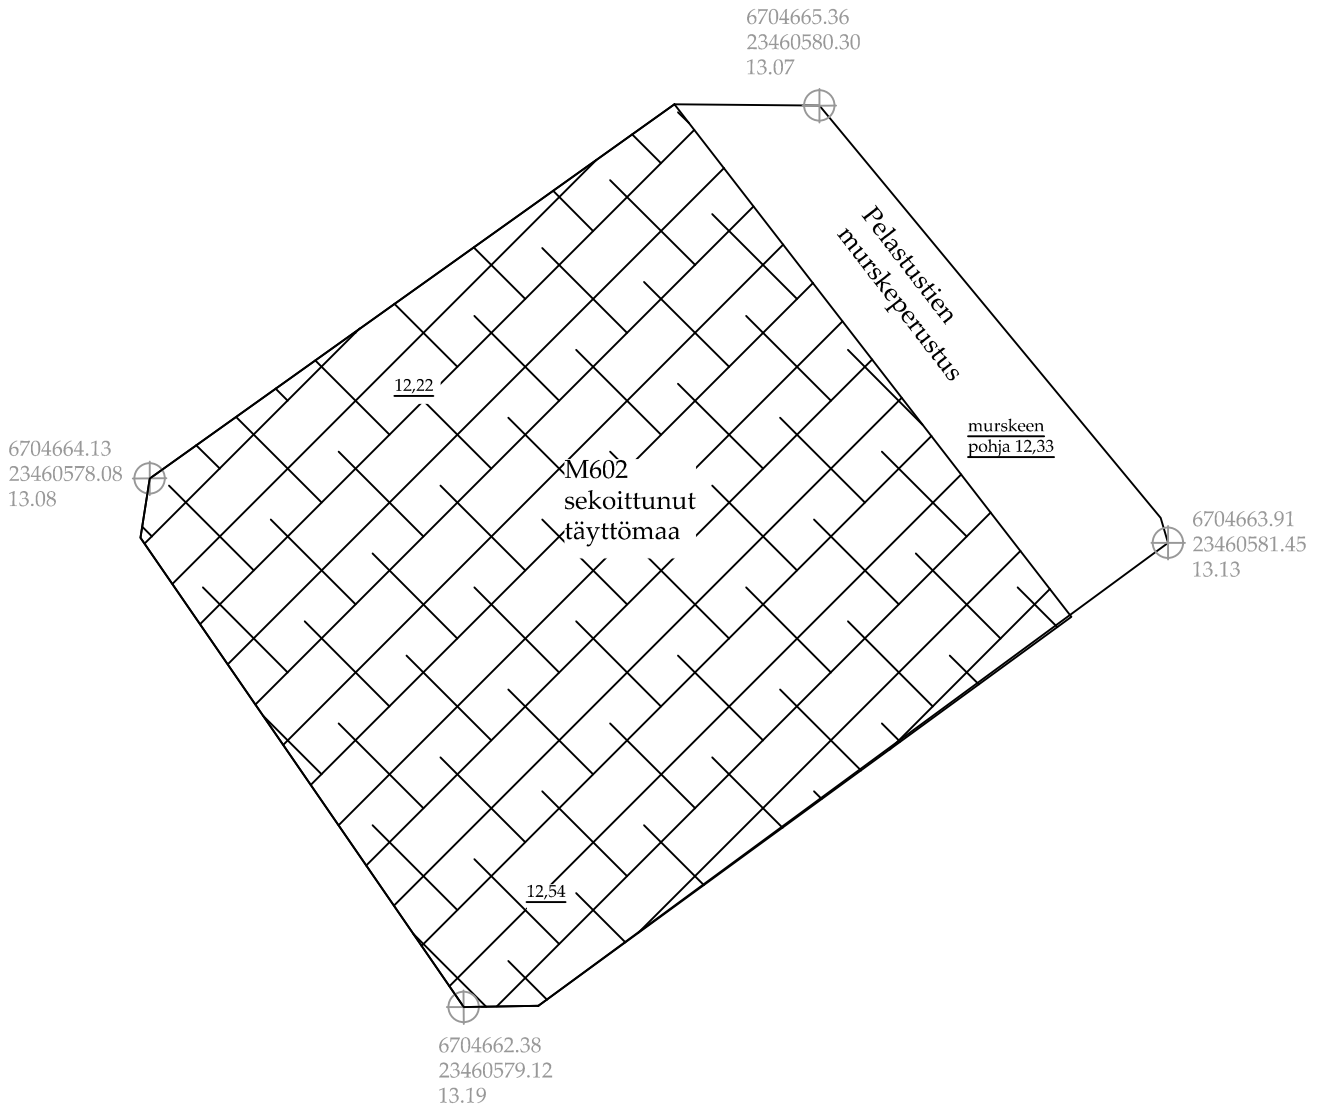 6704665.36
23460580.30
13.07
Pelastustien
murskeperustus
12,22
murskeen
pohja 12,33
6704664.13
23460578.08
13.08
M602
sekoittunut
täyttömaa
6704663.91
23460581.45
13.13
12,54
6704662.38
23460579.12
13.19